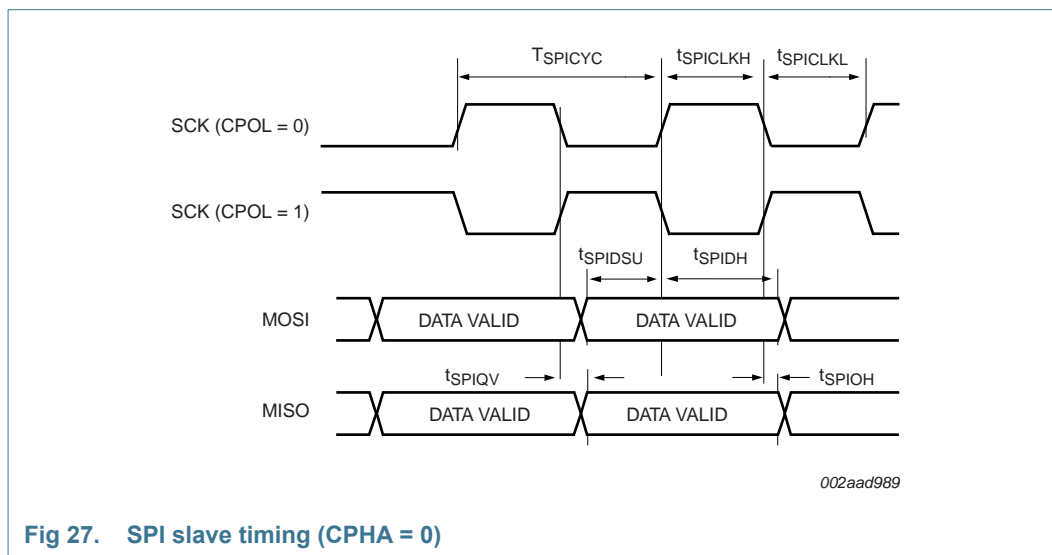 TSPICYC tSPICLKH tSPICLKL
SCK (CPOL = 0)
SCK (CPOL = 1)
tSPIDSU tSPIDH
MOSI DATA VALID DATA VALID
tSPIQV tSPIOH
MISO DATA VALID DATA VALID
002aad989
Fig 27. SPI slave timing (CPHA = 0)